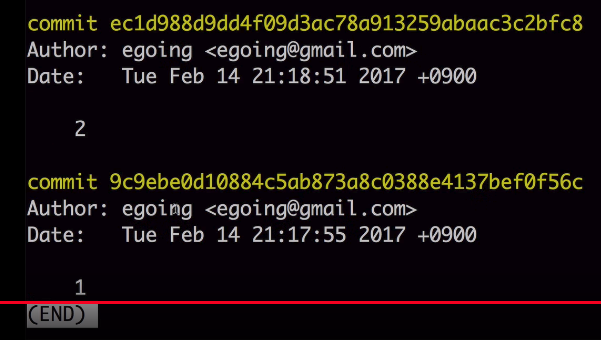 commit ec1d988d9dd4f09d3ac78a913259abaac3c2bfc8
Author: egoing <egoing@gmail.com>
Date:   Tue Feb 14 21:18:51 2017 +0900
2
commit 9c9ebe0d10884c5ab873a8c0388e4137bef0f56c
Author: egoing <egoing@gmail.com>
Date:   Tue Feb 14 21:17:55 2017 +0900
1
(END)